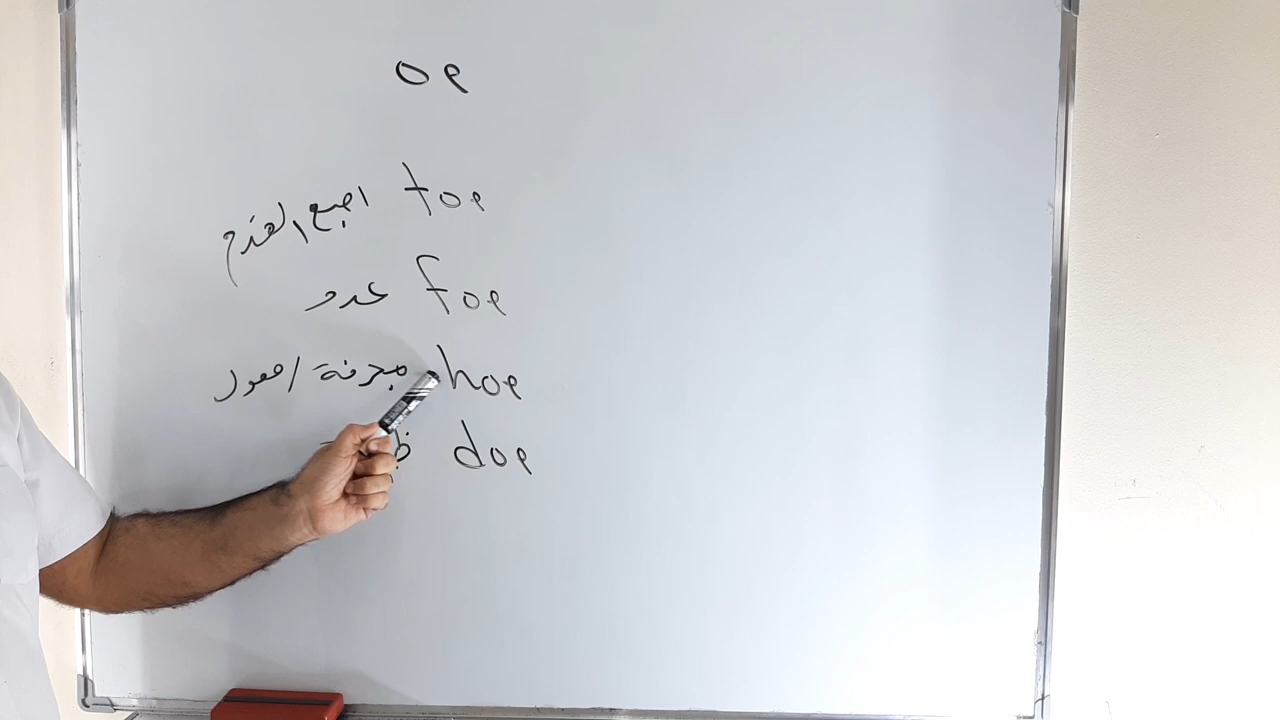 oe
toe اصبع القدم
foe عدو
hoe مجرفة / معول
doe